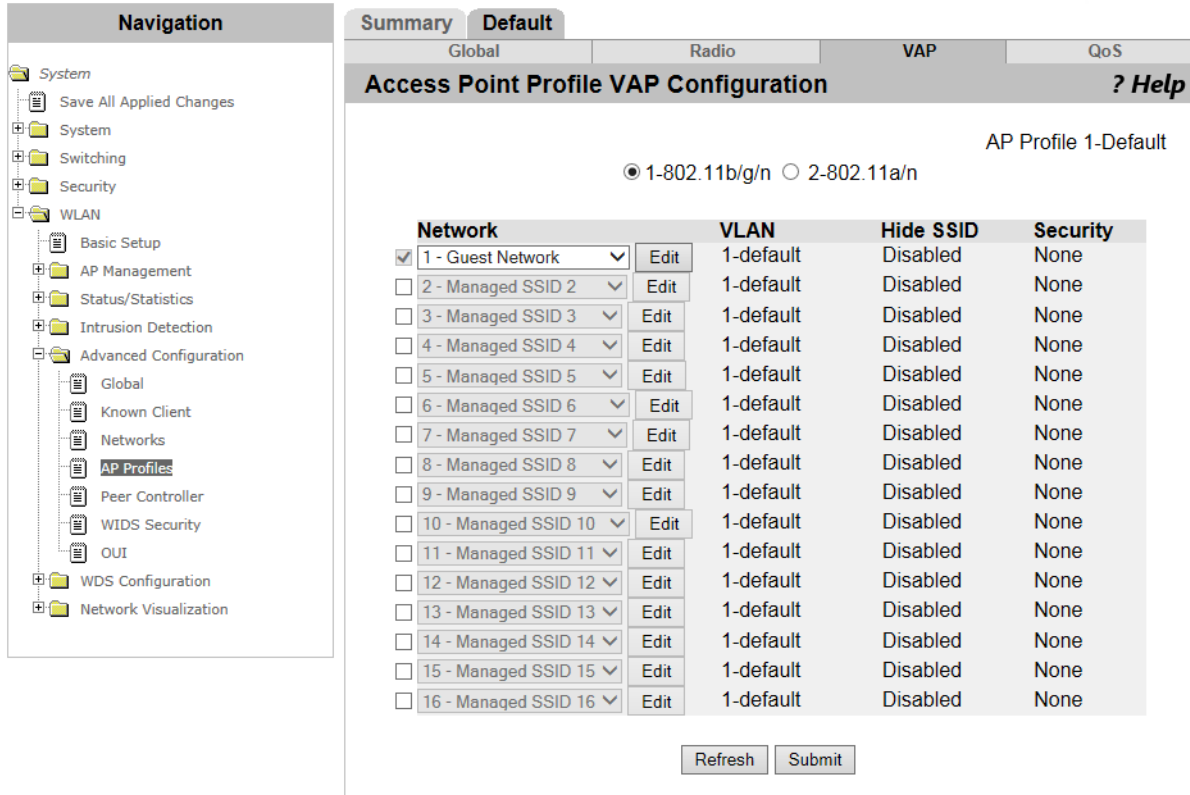 Navigation
System
Save All Applied Changes
System
Switching
Security
WLAN
Basic Setup
AP Management
Status/Statistics
Intrusion Detection
Advanced Configuration
Global
Known Client
Networks
AP Profiles
Peer Controller
WIDS Security
OUI
WDS Configuration
Network Visualization
Summary Default
Global Radio VAP QoS
Access Point Profile VAP Configuration ? Help
AP Profile 1-Default
1-802.11b/g/n 2-802.11a/n
Network VLAN Hide SSID Security
1 - Guest Network Edit 1-default Disabled None
2 - Managed SSID 2 Edit 1-default Disabled None
3 - Managed SSID 3 Edit 1-default Disabled None
4 - Managed SSID 4 Edit 1-default Disabled None
5 - Managed SSID 5 Edit 1-default Disabled None
6 - Managed SSID 6 Edit 1-default Disabled None
7 - Managed SSID 7 Edit 1-default Disabled None
8 - Managed SSID 8 Edit 1-default Disabled None
9 - Managed SSID 9 Edit 1-default Disabled None
10 - Managed SSID 10 Edit 1-default Disabled None
11 - Managed SSID 11 Edit 1-default Disabled None
12 - Managed SSID 12 Edit 1-default Disabled None
13 - Managed SSID 13 Edit 1-default Disabled None
14 - Managed SSID 14 Edit 1-default Disabled None
15 - Managed SSID 15 Edit 1-default Disabled None
16 - Managed SSID 16 Edit 1-default Disabled None
Refresh Submit